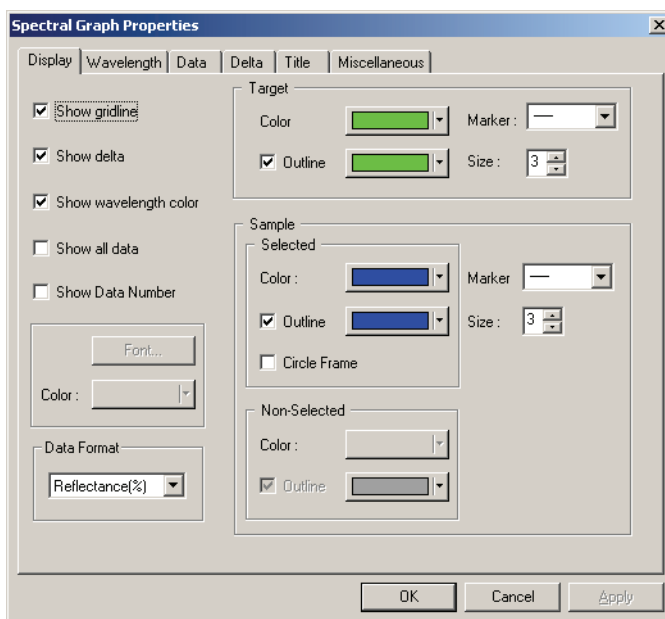 Spectral Graph Properties
Display Wavelength Data Delta Title Miscellaneous
Show gridline
Show delta
Show wavelength color
Show all data
Show Data Number
Font...
Color :
Data Format
Reflectance(%)
Target
Color
Marker :
Outline
Size : 3
Sample
Selected
Color :
Marker
Outline
Size : 3
Circle Frame
Non-Selected
Color :
Outline
OK Cancel Apply